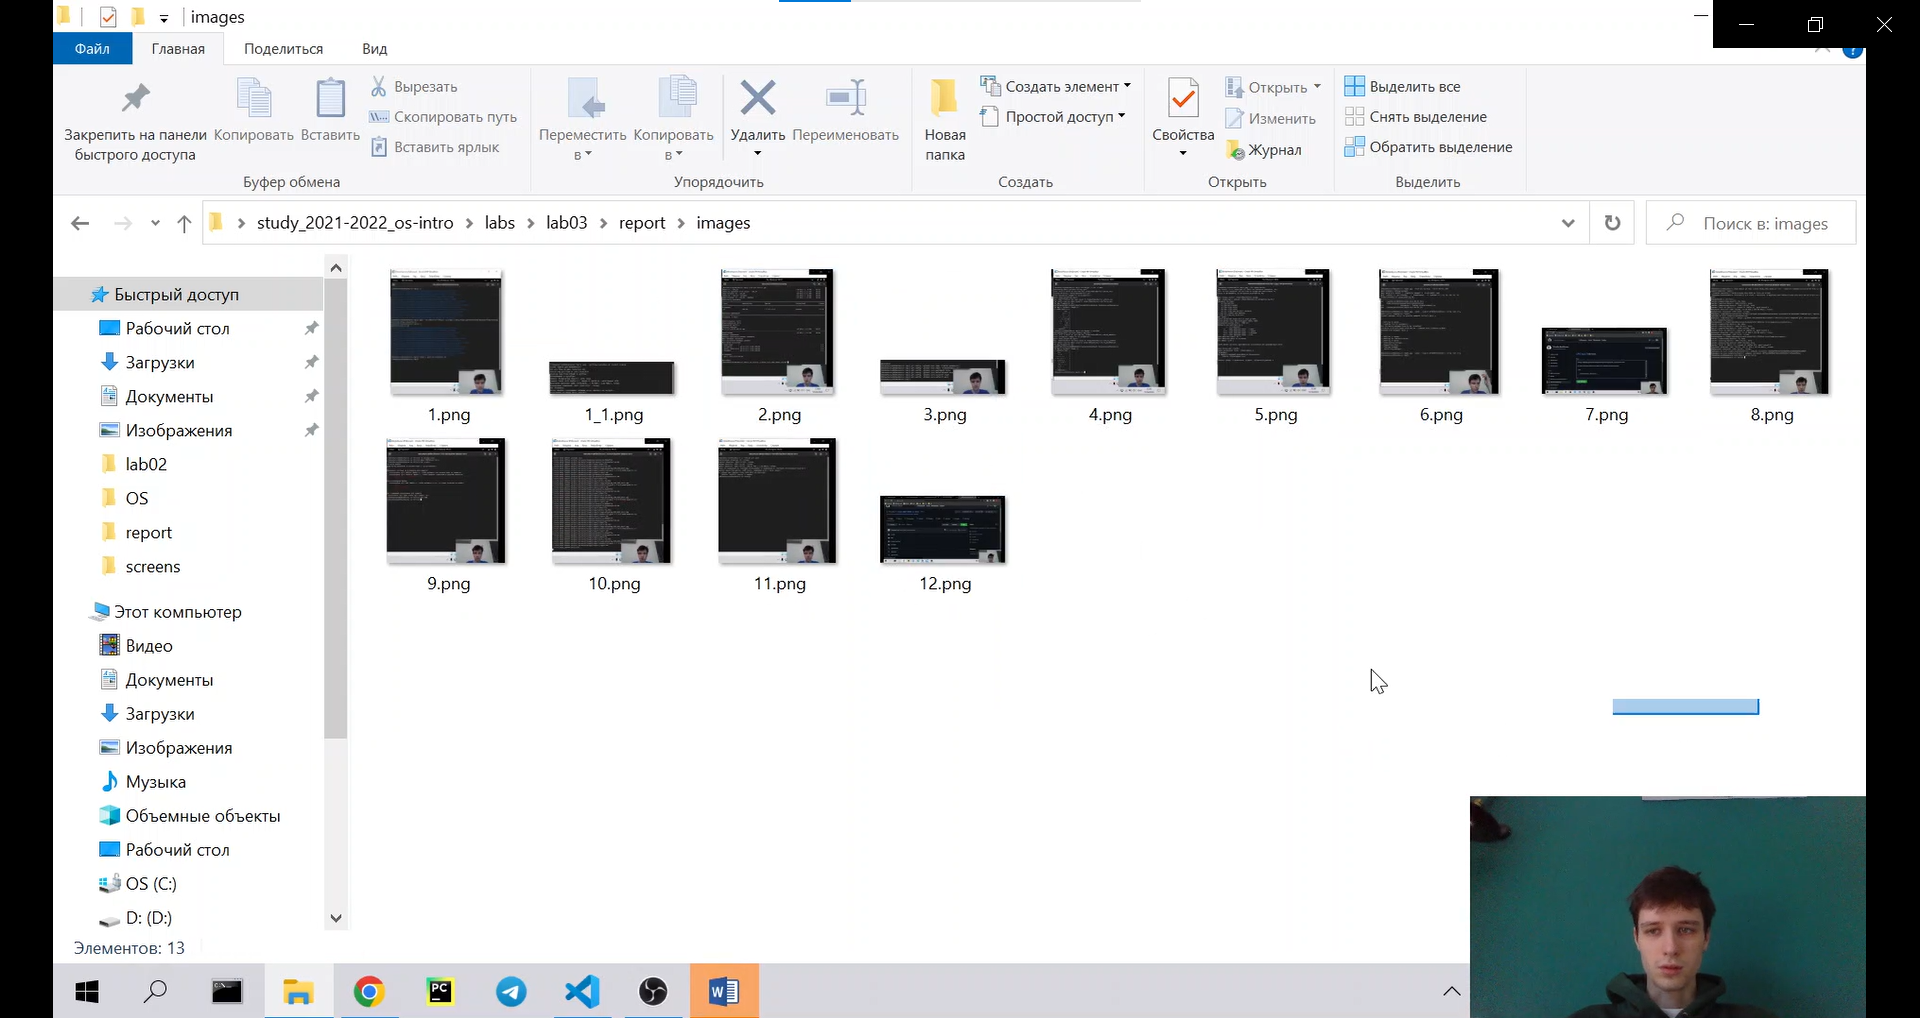 images
Файл
Главная
Поделиться
Вид
Закрепить на панели
быстрого доступа
Копировать
Вставить
Вырезать
Скопировать путь
Вставить ярлык
Буфер обмена
Переместить
в
Копировать
в
Удалить
Переименовать
Упорядочить
Новая
папка
Создать элемент
Простой доступ
Создать
Свойства
Открыть
Изменить
Журнал
Открыть
Выделить все
Снять выделение
Обратить выделение
Выделить
study_2021-2022_os-intro
labs
lab03
report
images
Поиск в: images
Быстрый доступ
Рабочий стол
Загрузки
Документы
Изображения
lab02
OS
report
screens
Этот компьютер
Видео
Документы
Загрузки
Изображения
Музыка
Объемные объекты
Рабочий стол
OS (C:)
D: (D:)
1.png
1_1.png
2.png
3.png
4.png
5.png
6.png
7.png
8.png
9.png
10.png
11.png
12.png
Элементов: 13